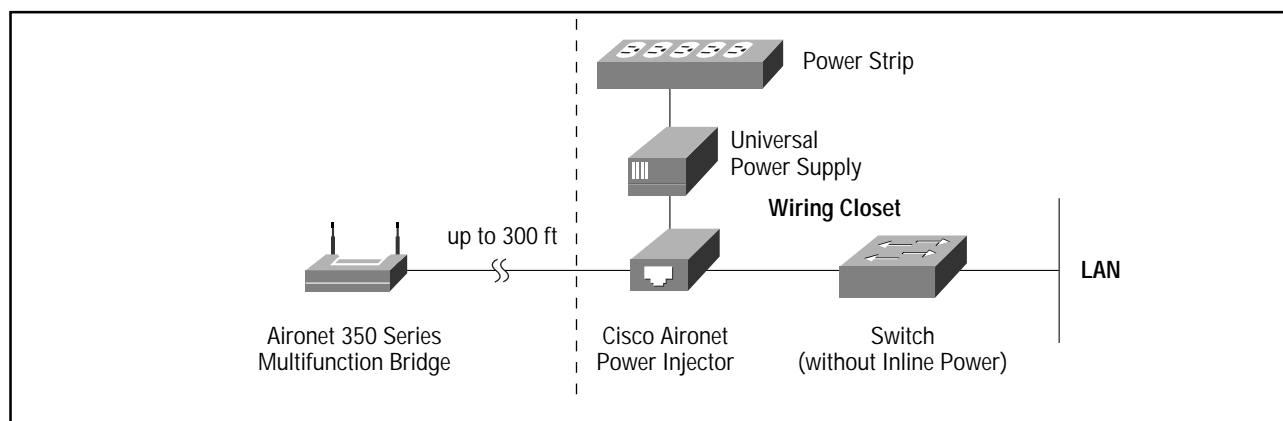 Power Strip
Universal
Power Supply
Wiring Closet
up to 300 ft
LAN
Aironet 350 Series
Multifunction Bridge
Cisco Aironet
Power Injector
Switch
(without Inline Power)